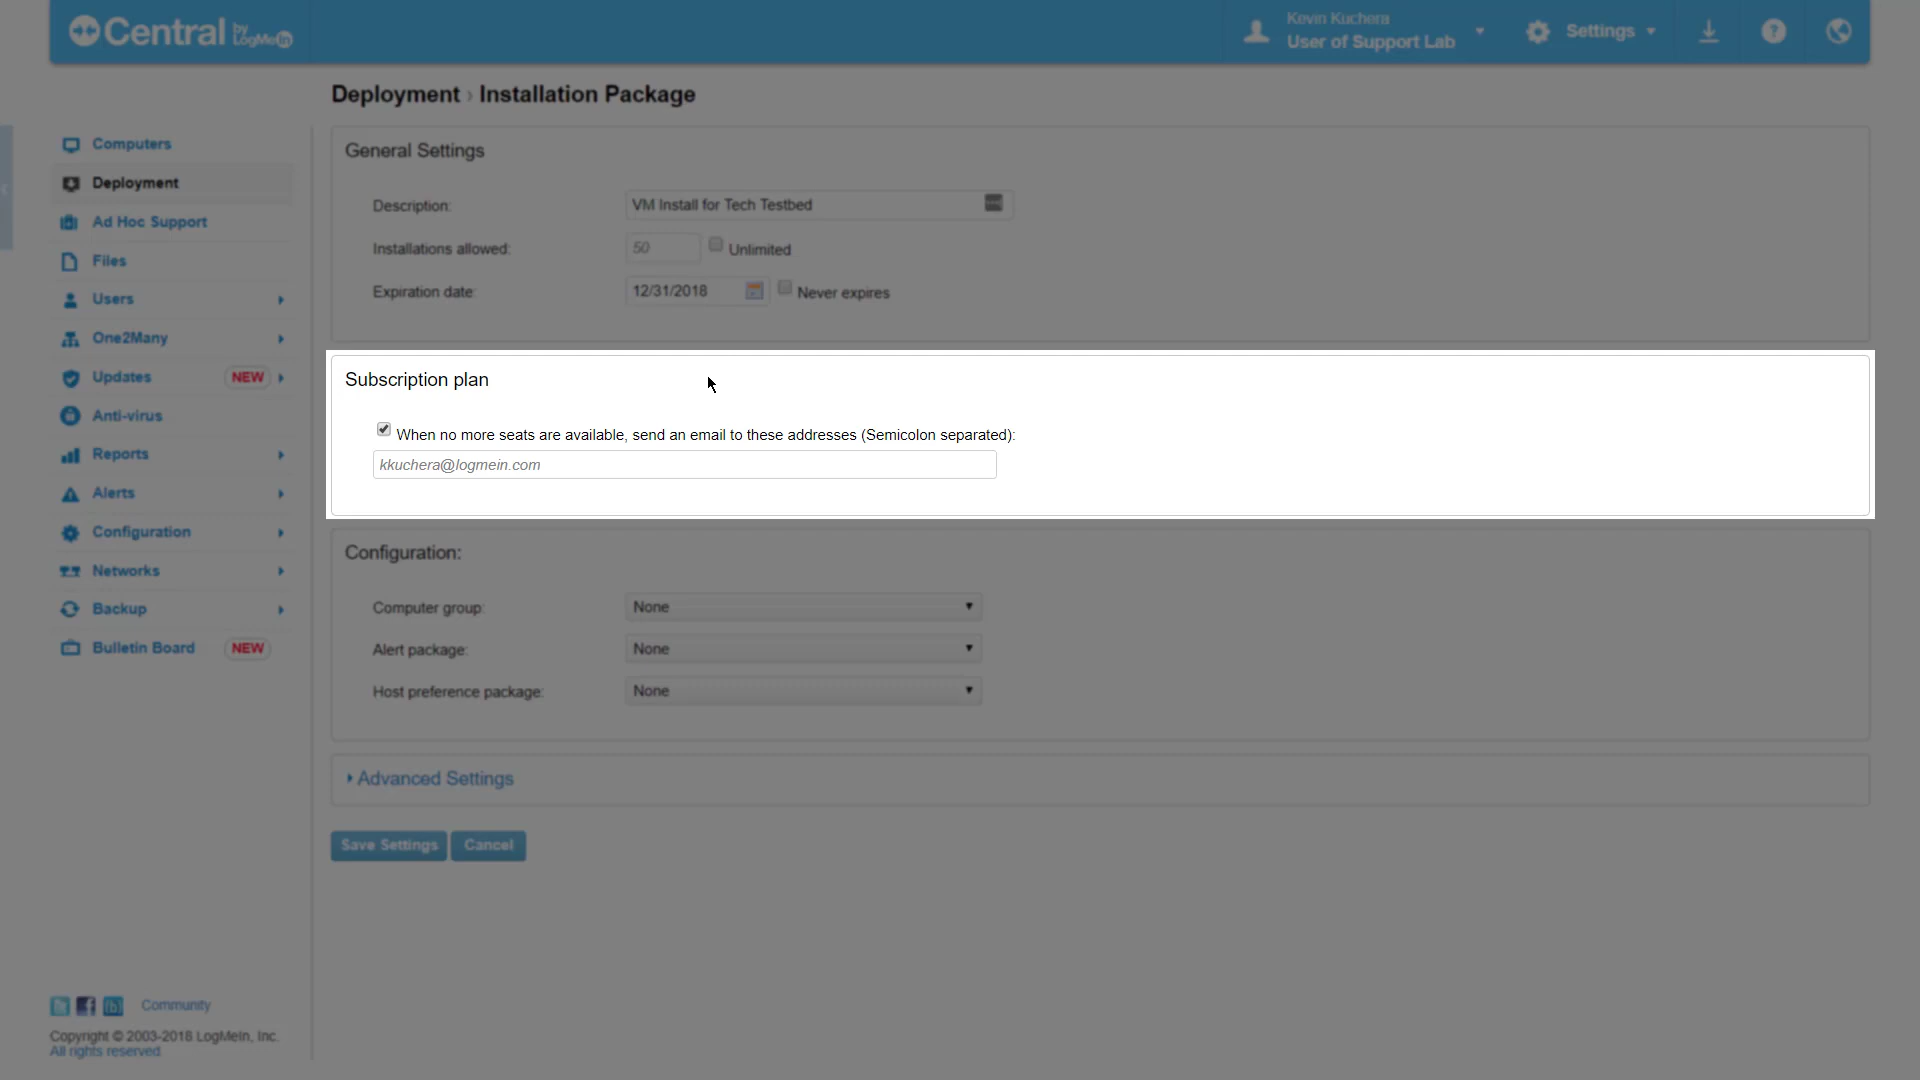 Central by LogMeIn
Kevin Kuchera
User of Support Lab
Settings
?
Deployment › Installation Package
Computers
Deployment
Ad Hoc Support
Files
Users
One2Many
Updates NEW
Anti-virus
Reports
Alerts
Configuration
Networks
Backup
Bulletin Board NEW
General Settings
Description: VM Install for Tech Testbed
Installations allowed: 50 Unlimited
Expiration date: 12/31/2018 Never expires
Subscription plan
When no more seats are available, send an email to these addresses (Semicolon separated):
kkuchera@logmein.com
Configuration:
Computer group: None
Alert package: None
Host preference package: None
Advanced Settings
Save Settings Cancel
Community
Copyright © 2003-2018 LogMeIn, Inc.
All rights reserved